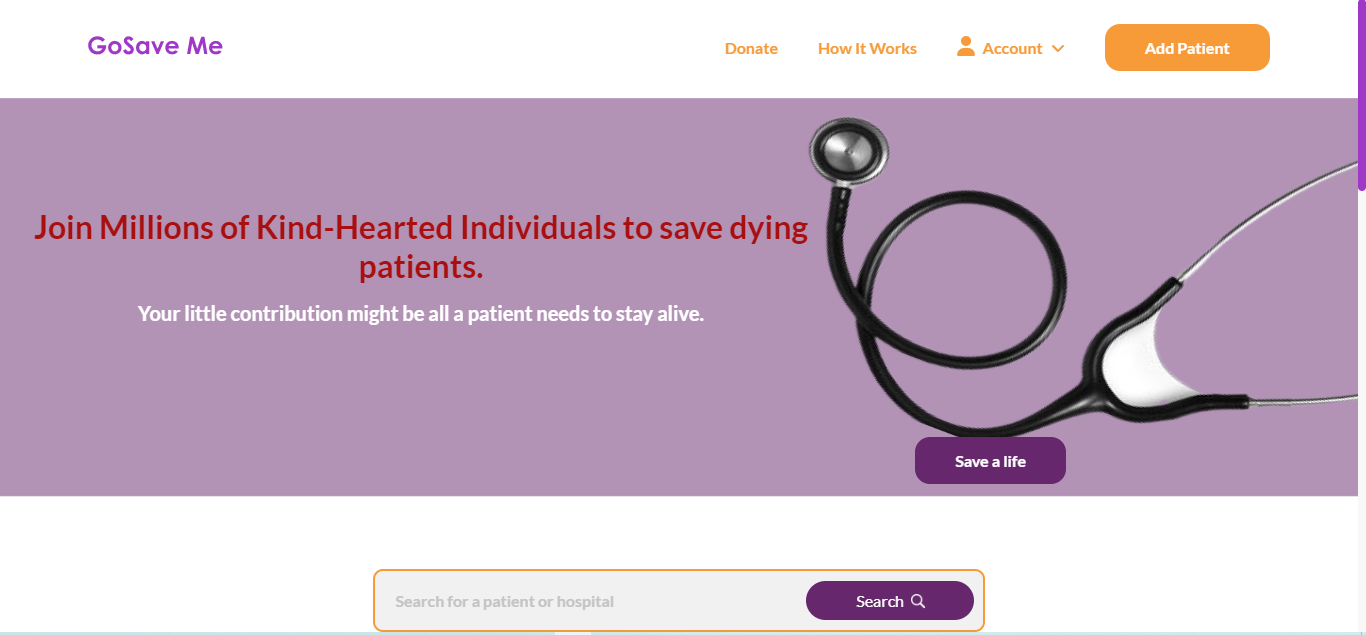 GoSave Me
Donate
How It Works
Account
Add Patient
Join Millions of Kind-Hearted Individuals to save dying
patients.
Your little contribution might be all a patient needs to stay alive.
Save a life
Search for a patient or hospital
Search